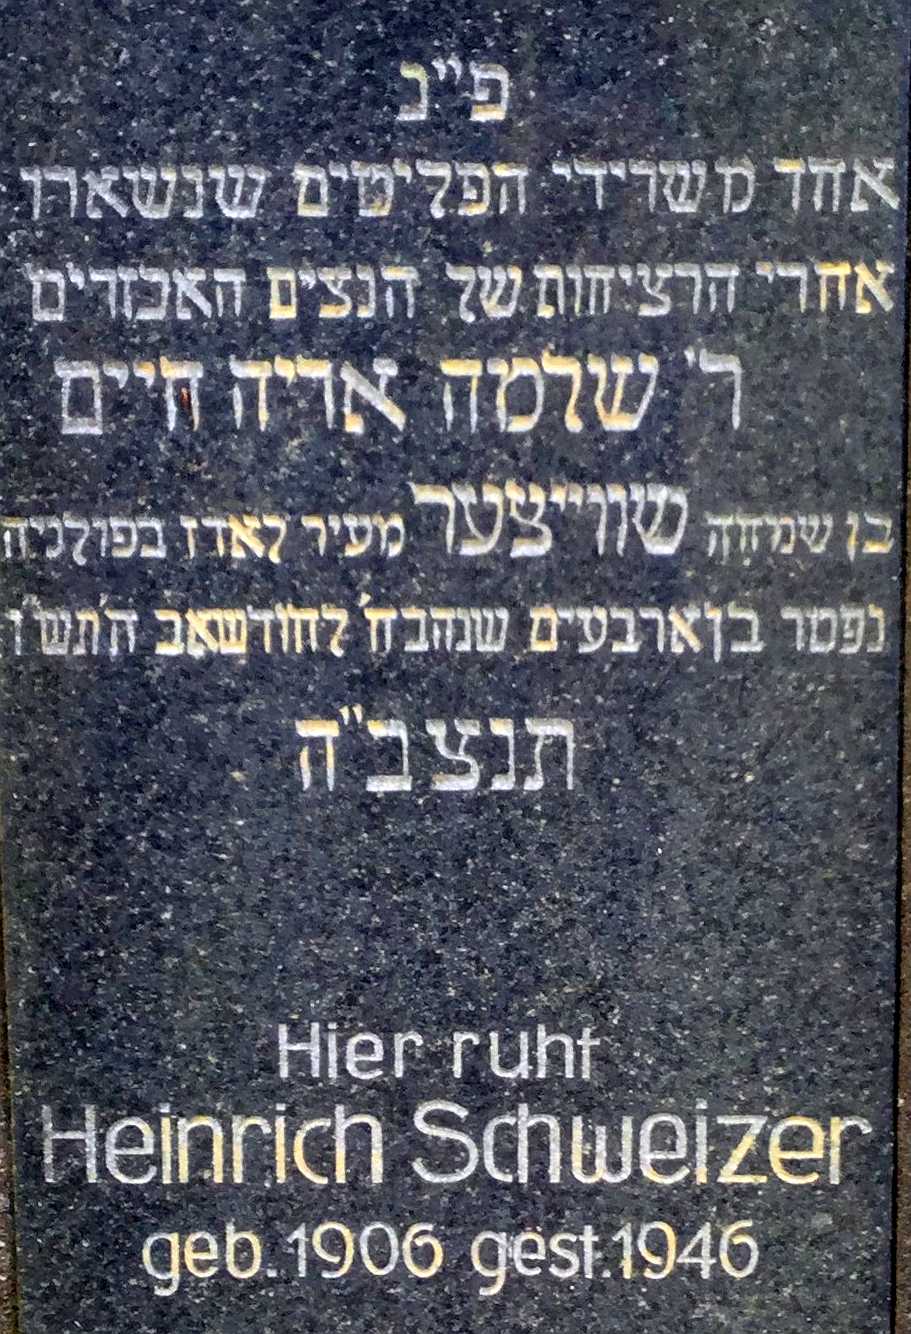 פ״נ
אחד משרידי הפליטים שנשארו
אחרי הרציחות של הנצים האכזרים
ר׳ שלמה אריה חיים
בן שמחה שווייצער מעיר לאדז בפולניה
נפטר בן ארבעים שנה בח׳ לחודש אב ה׳תש״ו
תנצב״ה
Hier ruht
Heinrich Schweizer
geb. 1906 gest. 1946